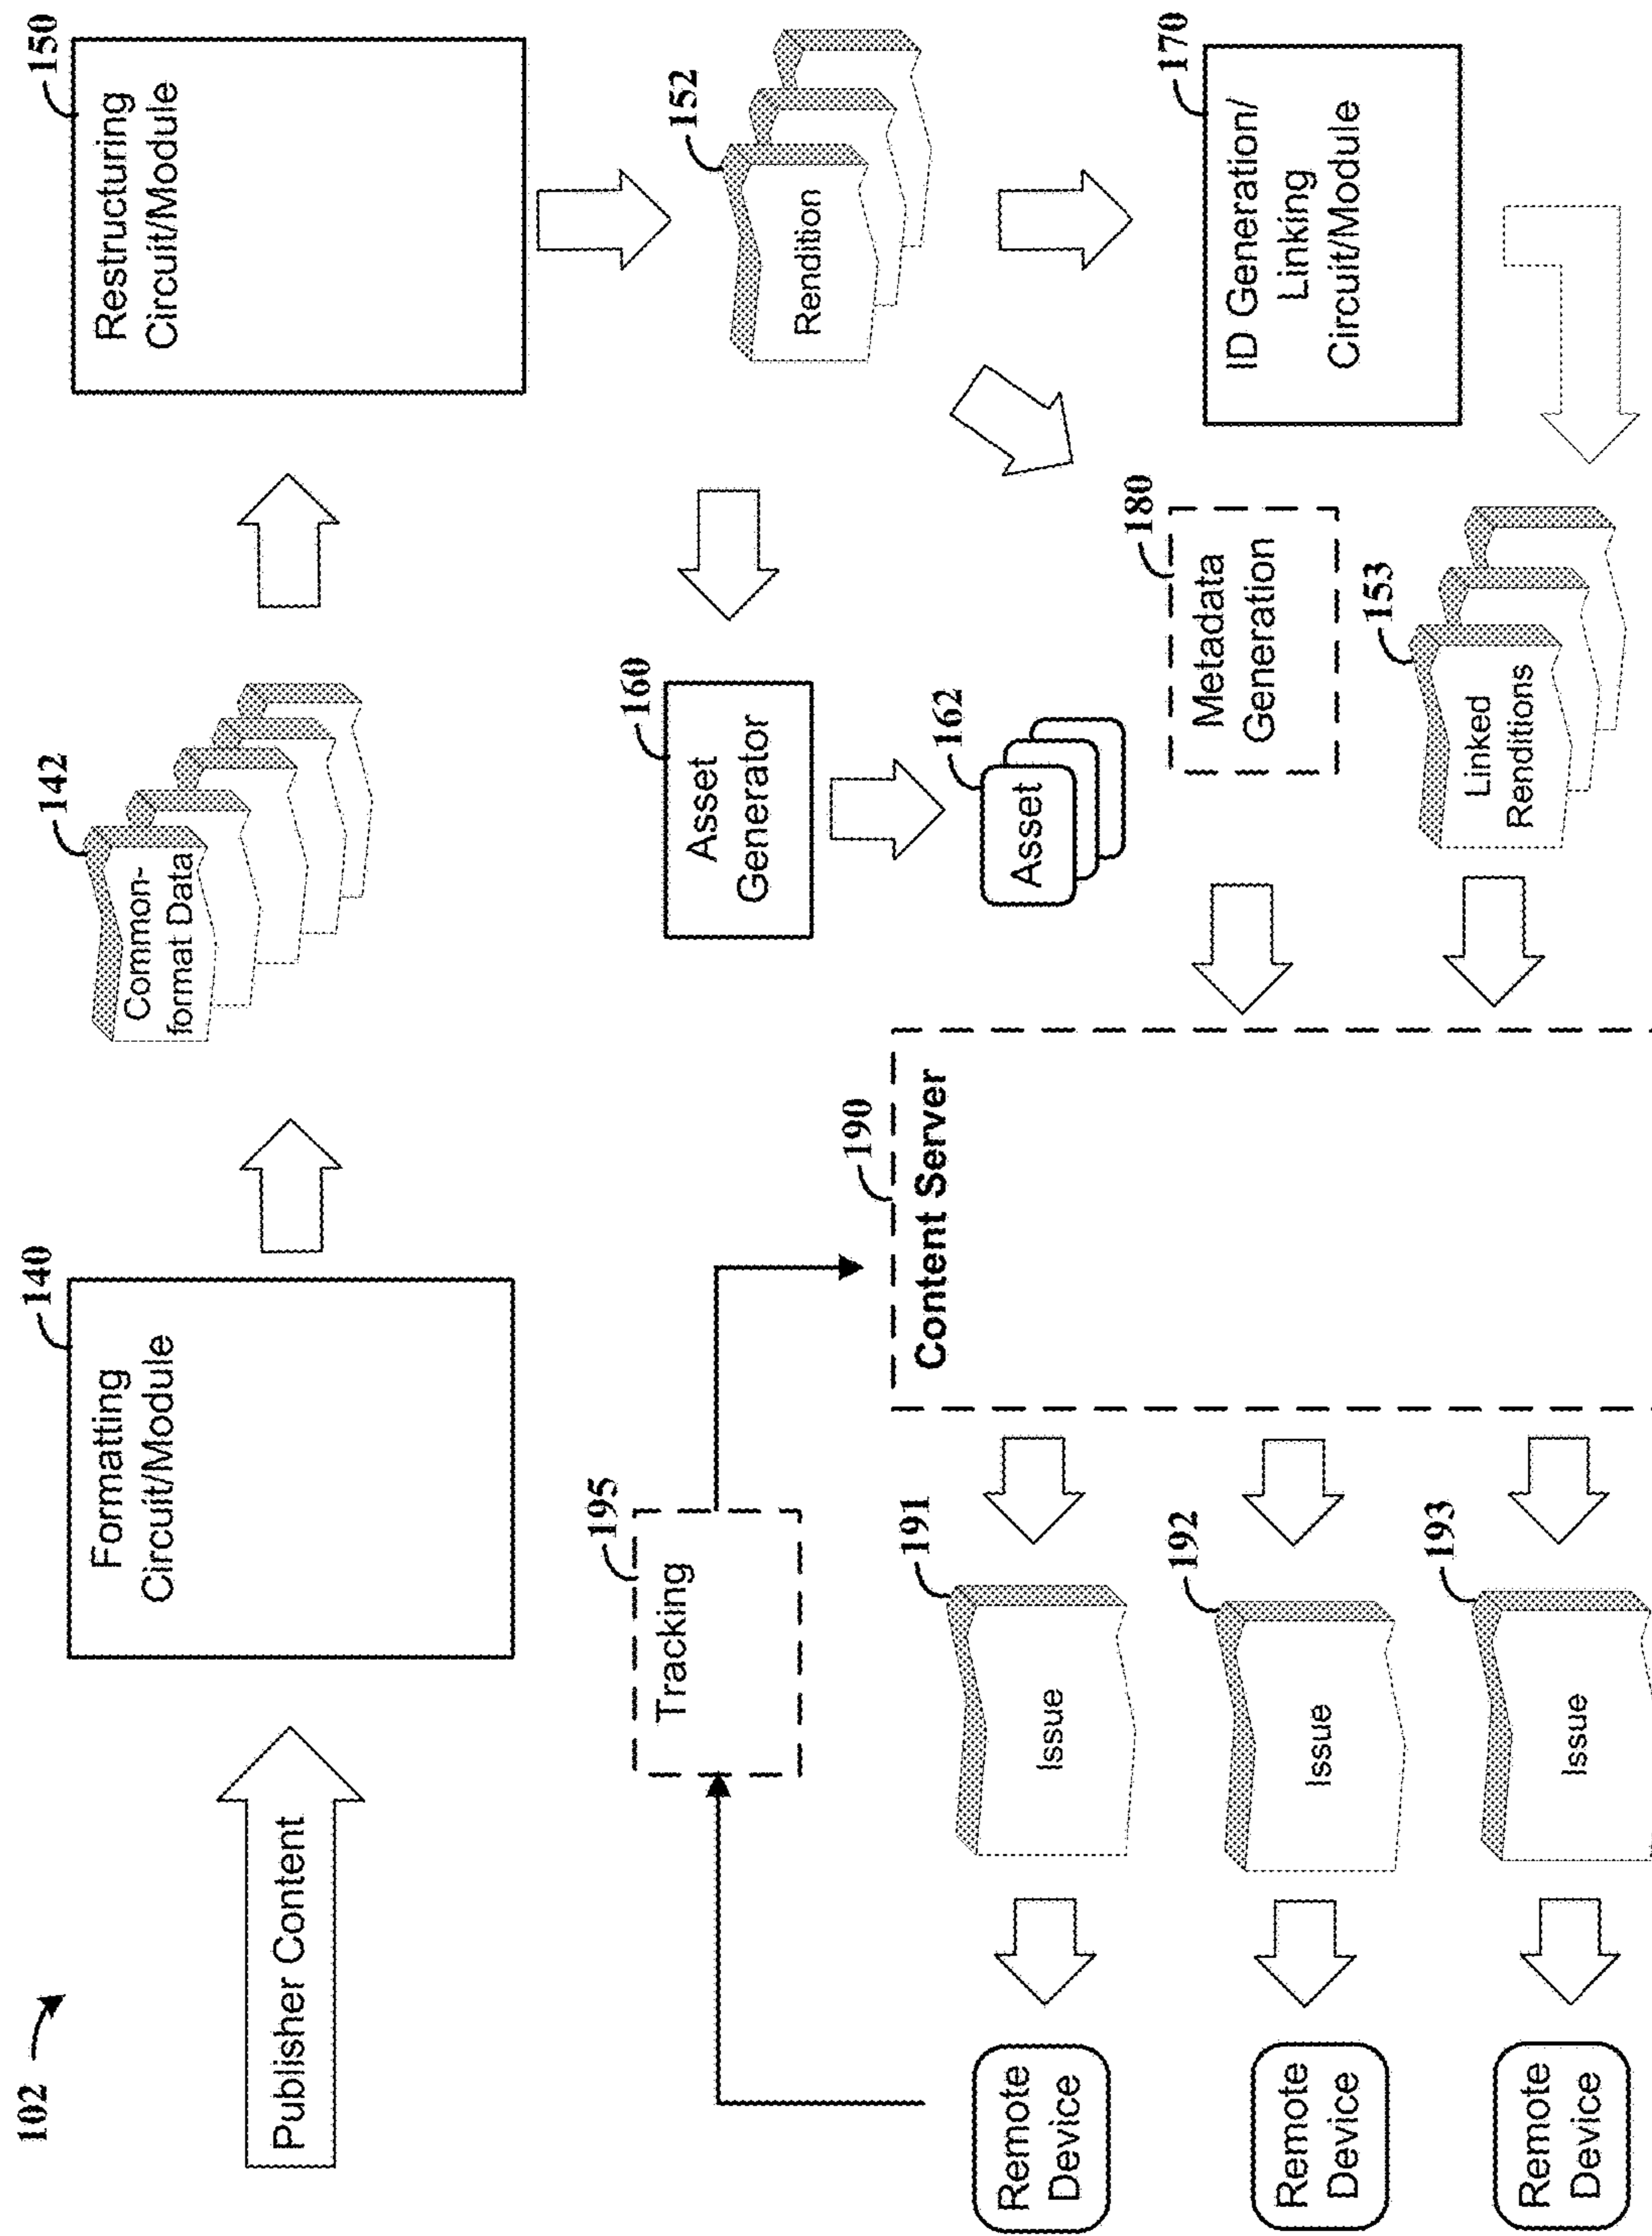 102
Publisher Content
140
Formatting
Circuit/Module
142
Common-
format Data
150
Restructuring
Circuit/Module
195
Tracking
160
Asset
Generator
152
Rendition
162
Asset
190
Content Server
180
Metadata
Generation
170
ID Generation/
Linking
Circuit/Module
153
Linked
Renditions
191
Issue
Remote
Device
192
Issue
Remote
Device
193
Issue
Remote
Device